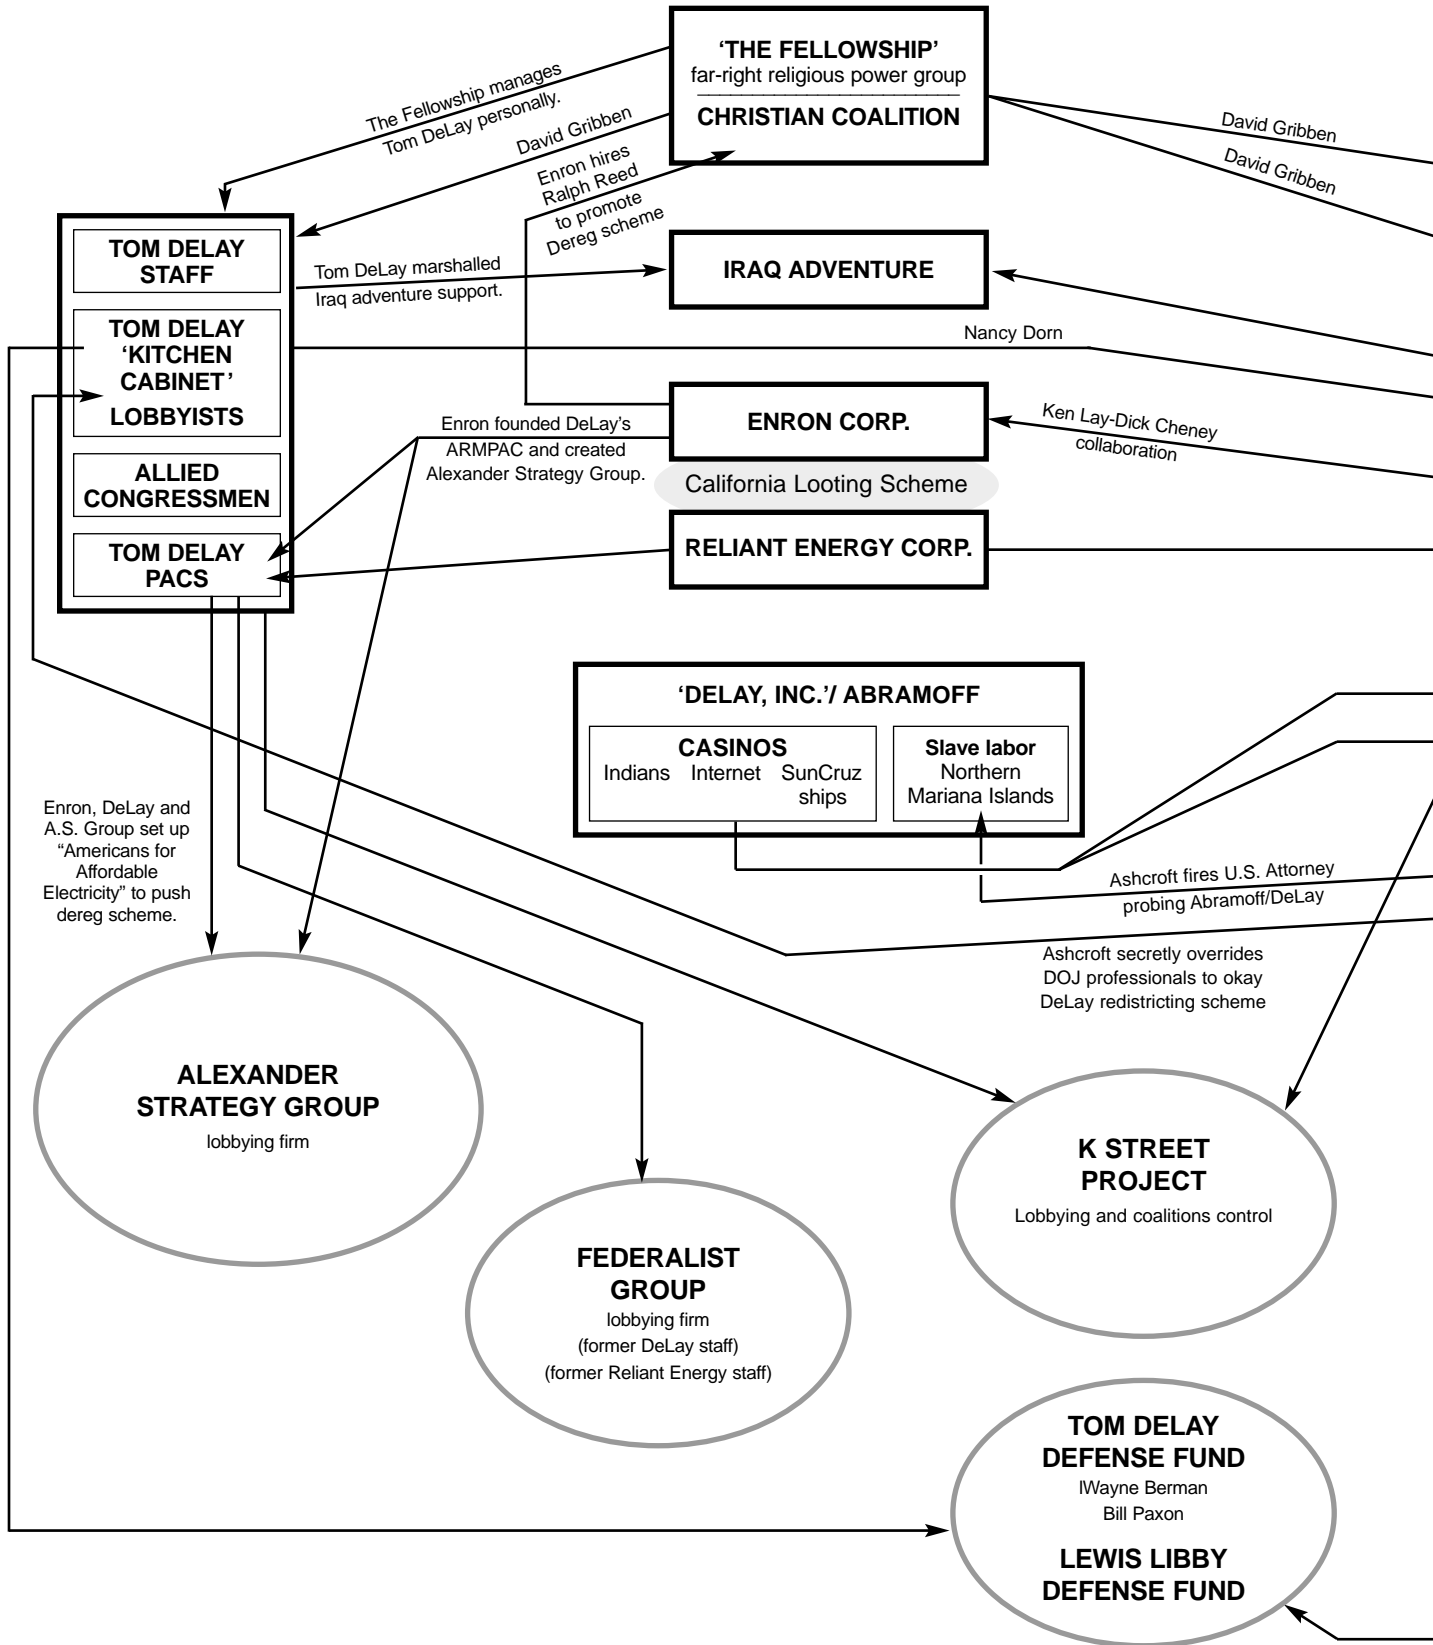 ‘THE FELLOWSHIP’
far-right religious power group
CHRISTIAN COALITION
The Fellowship manages
Tom DeLay personally.
David Gribben
Enron hires
Ralph Reed
to promote
Dereg scheme
David Gribben
David Gribben
TOM DELAY
STAFF
TOM DELAY
‘KITCHEN
CABINET’
LOBBYISTS
ALLIED
CONGRESSMEN
TOM DELAY
PACS
Tom DeLay marshalled
Iraq adventure support.
IRAQ ADVENTURE
Nancy Dorn
ENRON CORP.
Ken Lay-Dick Cheney
collaboration
Enron founded DeLay’s
ARMPAC and created
Alexander Strategy Group.
California Looting Scheme
RELIANT ENERGY CORP.
‘DELAY, INC.’/ ABRAMOFF
CASINOS
Indians Internet SunCruz
ships
Slave labor
Northern
Mariana Islands
Enron, DeLay and
A.S. Group set up
“Americans for
Affordable
Electricity” to push
dereg scheme.
Ashcroft fires U.S. Attorney
probing Abramoff/DeLay
Ashcroft secretly overrides
DOJ professionals to okay
DeLay redistricting scheme
ALEXANDER
STRATEGY GROUP
lobbying firm
K STREET
PROJECT
Lobbying and coalitions control
FEDERALIST
GROUP
lobbying firm
(former DeLay staff)
(former Reliant Energy staff)
TOM DELAY
DEFENSE FUND
lWayne Berman
Bill Paxon
LEWIS LIBBY
DEFENSE FUND